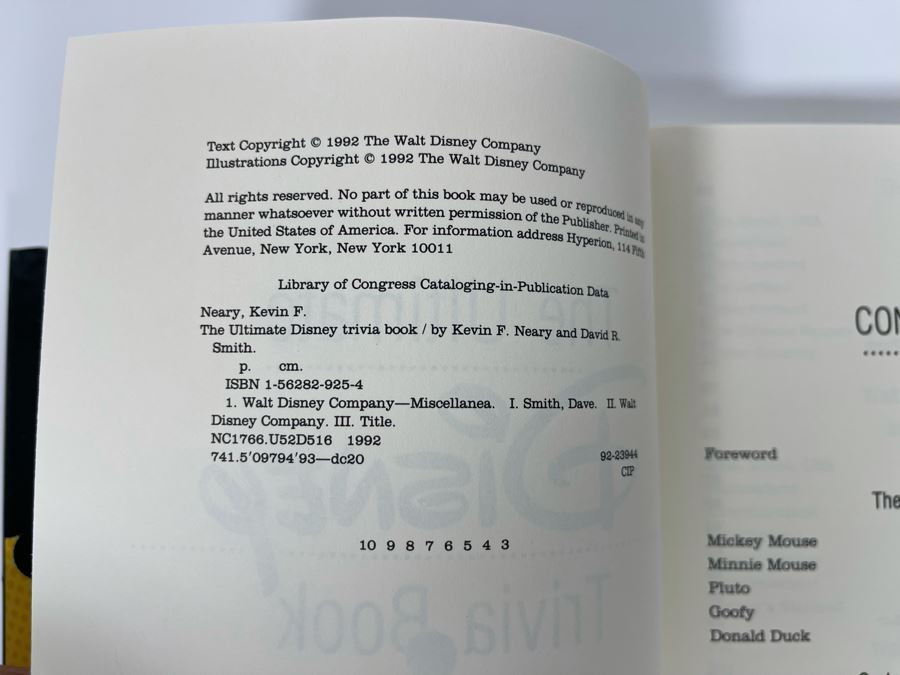 Text Copyright © 1992 The Walt Disney Company
Illustrations Copyright © 1992 The Walt Disney Company
All rights reserved. No part of this book may be used or reproduced in any
manner whatsoever without written permission of the Publisher. Printed in
the United States of America. For information address Hyperion, 114 Fifth
Avenue, New York, New York 10011
Library of Congress Cataloging-in-Publication Data
Neary, Kevin F.
The Ultimate Disney trivia book / by Kevin F. Neary and David R.
Smith.
p. cm.
ISBN 1-56282-925-4
1. Walt Disney Company—Miscellanea. I. Smith, Dave. II. Walt
Disney Company. III. Title.
NC1766.U52D516 1992
741.5'09794'93—dc20 92-23944
CIP
10 9 8 7 6 5 4 3
The Ultimate
Disney
Trivia Book
CON
Foreword
The
Mickey Mouse
Minnie Mouse
Pluto
Goofy
Donald Duck